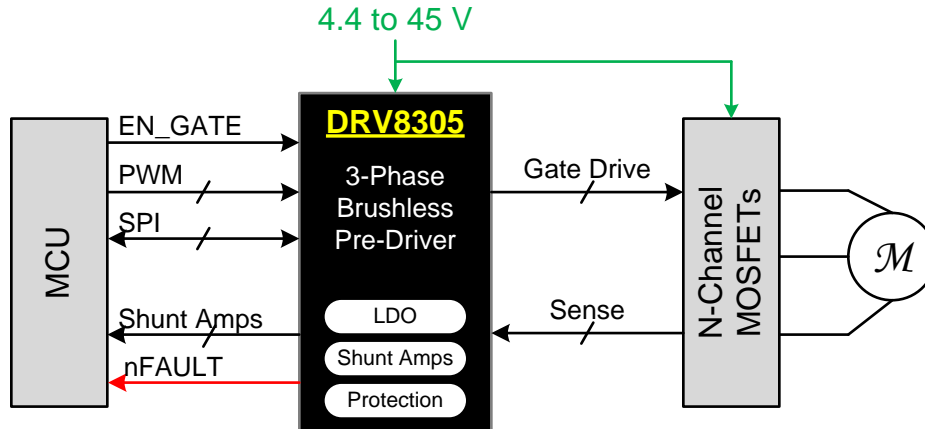 4.4 to 45 V
MCU
EN_GATE
PWM
SPI
Shunt Amps
nFAULT
DRV8305
3-Phase
Brushless
Pre-Driver
LDO
Shunt Amps
Protection
Gate Drive
Sense
N-Channel
MOSFETs
M